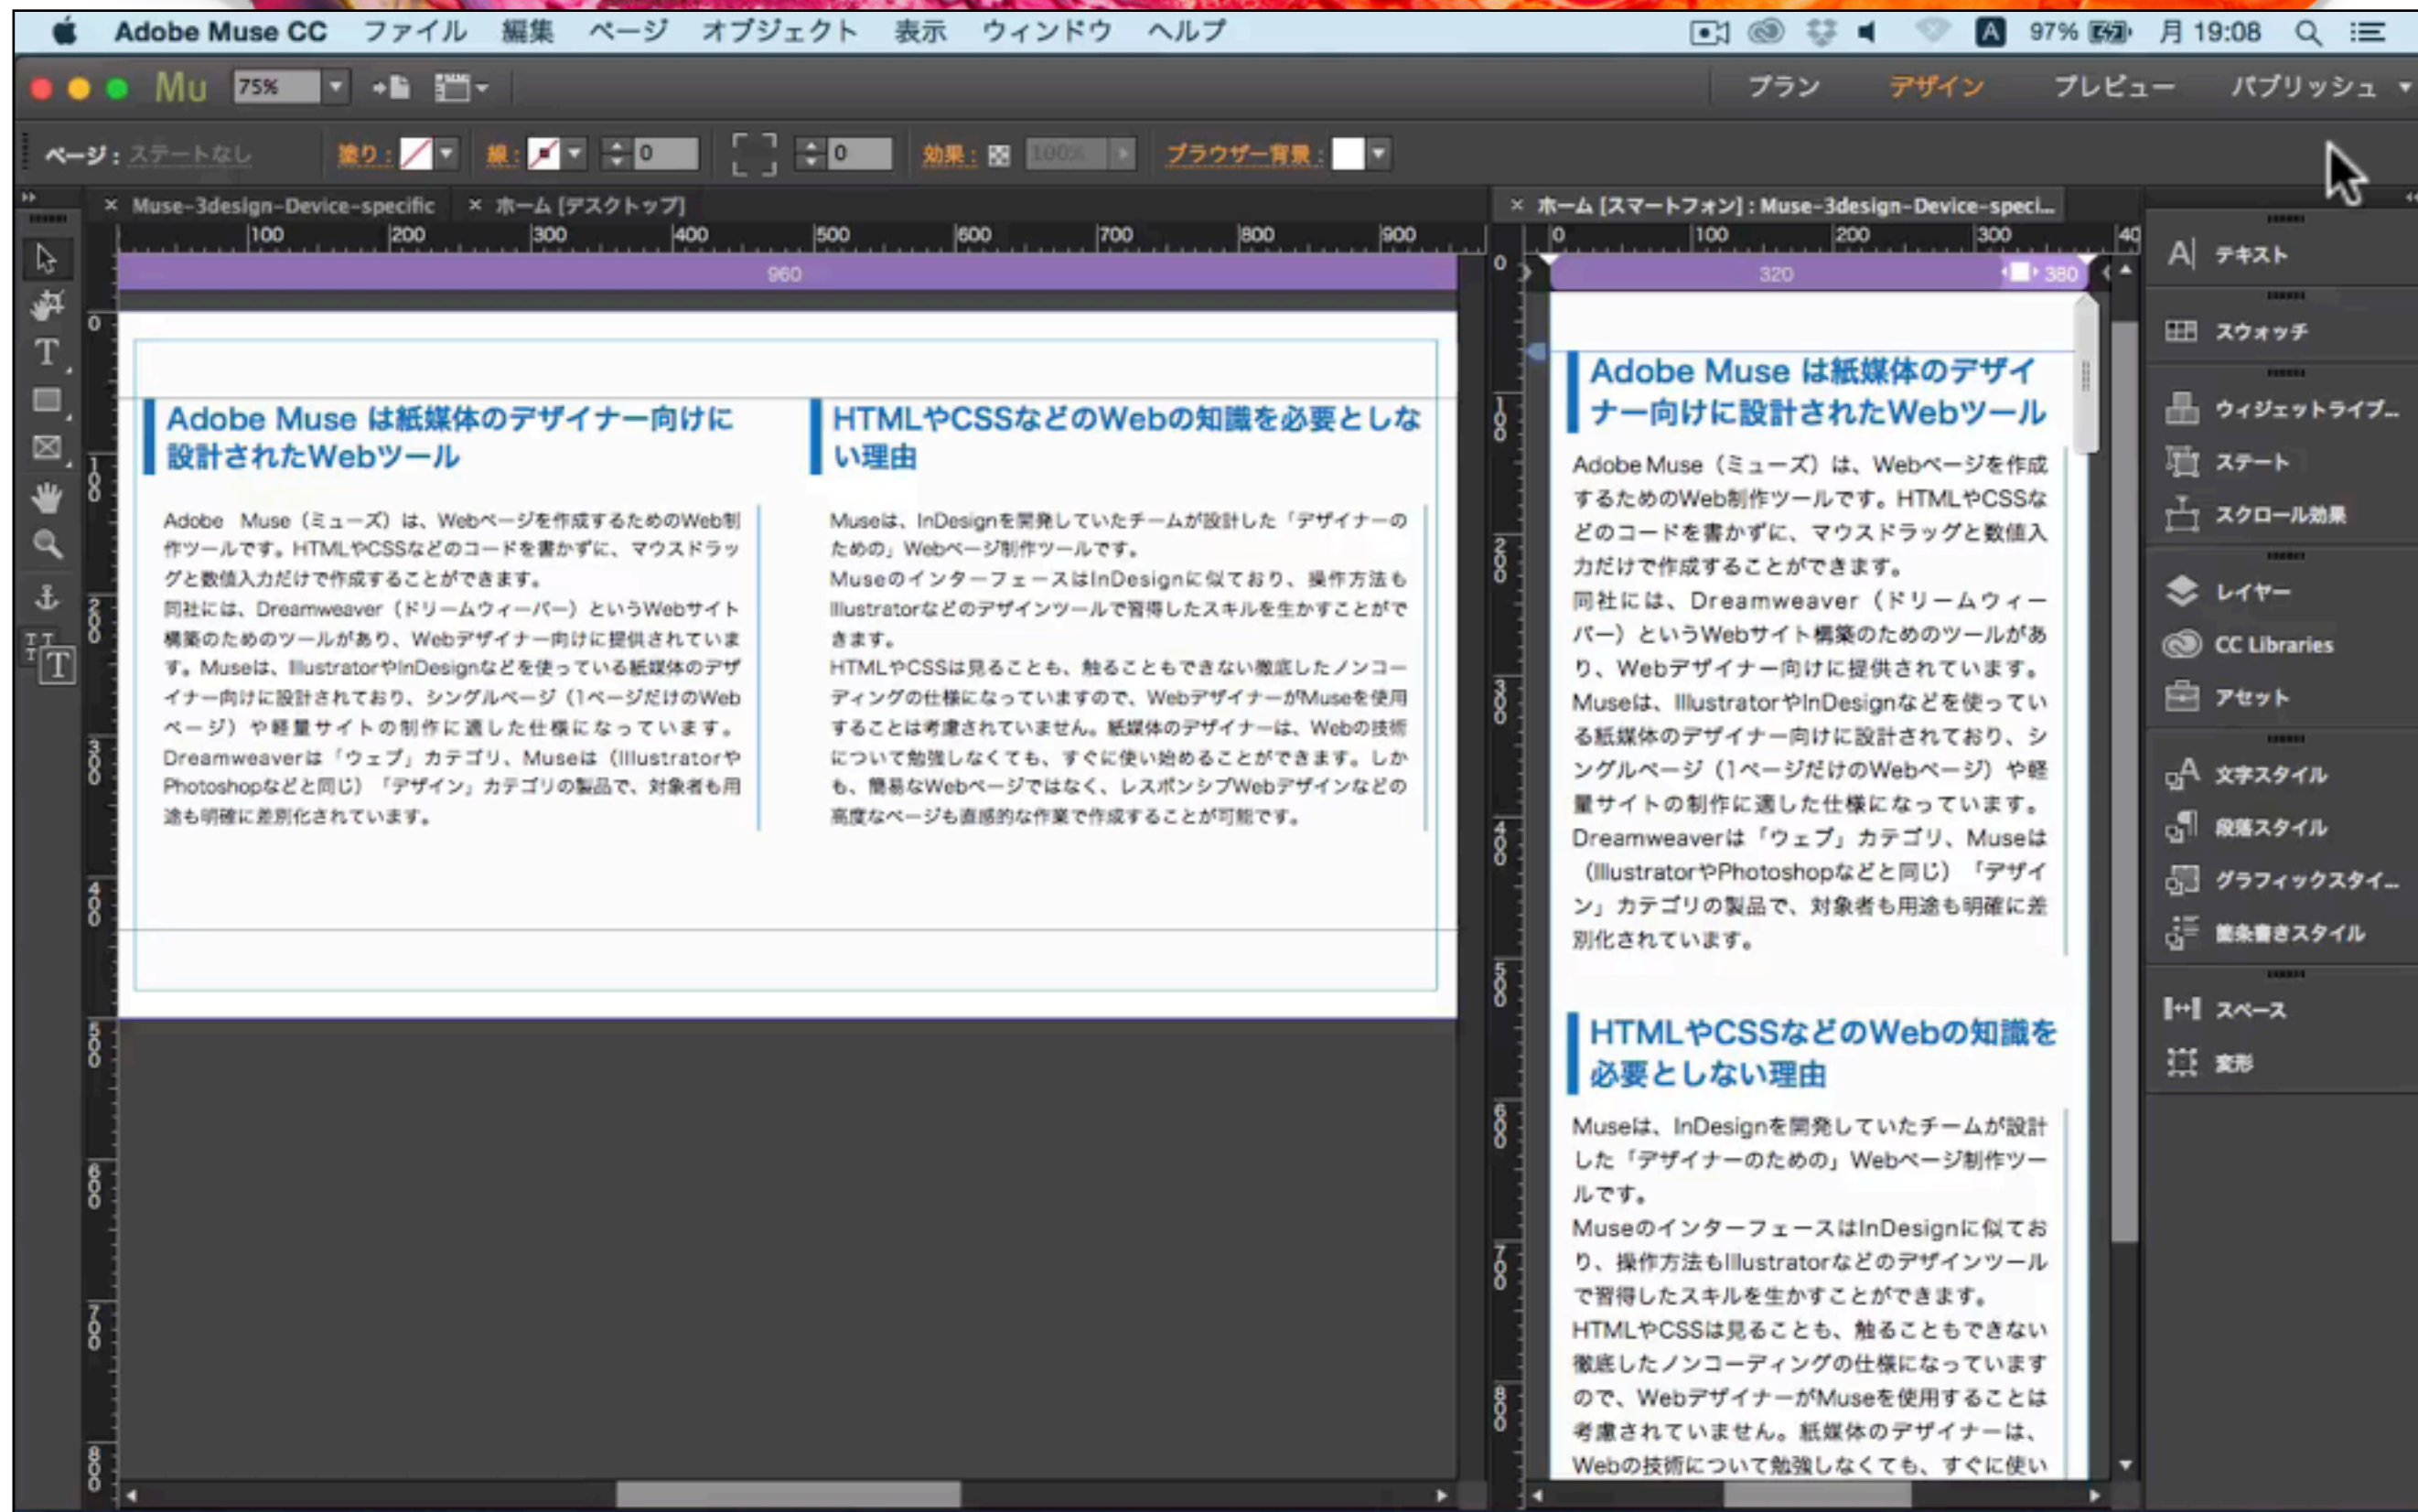 Adobe Muse CC ファイル 編集 ページ オブジェクト 表示 ウィンドウ ヘルプ A 97% 月 19:08
Mu 75% プラン デザイン プレビュー パブリッシュ
ページ : ステートなし 塗り : 線 : 0 0 効果 : 100% ブラウザー背景 :
× Muse-3design-Device-specific × ホーム [デスクトップ]
100 200 300 400 500 600 700 800 900
960
0
100
200
300
400
500
600
700
800
Adobe Muse は紙媒体のデザイナー向けに
設計されたWebツール
Adobe Muse（ミューズ）は、Webページを作成するためのWeb制
作ツールです。HTMLやCSSなどのコードを書かずに、マウスドラッ
グと数値入力だけで作成することができます。
同社には、Dreamweaver（ドリームウィーバー）というWebサイト
構築のためのツールがあり、Webデザイナー向けに提供されていま
す。Museは、IllustratorやInDesignなどを使っている紙媒体のデザ
イナー向けに設計されており、シングルページ（1ページだけのWeb
ページ）や軽量サイトの制作に適した仕様になっています。
Dreamweaverは「ウェブ」カテゴリ、Museは（Illustratorや
Photoshopなどと同じ）「デザイン」カテゴリの製品で、対象者も用
途も明確に差別化されています。
HTMLやCSSなどのWebの知識を必要としな
い理由
Museは、InDesignを開発していたチームが設計した「デザイナーの
ための」Webページ制作ツールです。
MuseのインターフェースはInDesignに似ており、操作方法も
Illustratorなどのデザインツールで習得したスキルを生かすことがで
きます。
HTMLやCSSは見ることも、触ることもできない徹底したノンコー
ディングの仕様になっていますので、WebデザイナーがMuseを使用
することは考慮されていません。紙媒体のデザイナーは、Webの技術
について勉強しなくても、すぐに使い始めることができます。しか
も、簡易なWebページではなく、レスポンシブWebデザインなどの
高度なページも直感的な作業で作成することが可能です。
× ホーム [スマートフォン] : Muse-3design-Device-speci...
0 100 200 300 40
320 380
0
100
200
300
400
500
600
700
800
Adobe Muse は紙媒体のデザイ
ナー向けに設計されたWebツール
Adobe Muse（ミューズ）は、Webページを作成
するためのWeb制作ツールです。HTMLやCSSな
どのコードを書かずに、マウスドラッグと数値入
力だけで作成することができます。
同社には、Dreamweaver（ドリームウィー
バー）というWebサイト構築のためのツールがあ
り、Webデザイナー向けに提供されています。
Museは、IllustratorやInDesignなどを使ってい
る紙媒体のデザイナー向けに設計されており、シ
ングルページ（1ページだけのWebページ）や軽
量サイトの制作に適した仕様になっています。
Dreamweaverは「ウェブ」カテゴリ、Museは
（IllustratorやPhotoshopなどと同じ）「デザイ
ン」カテゴリの製品で、対象者も用途も明確に差
別化されています。
HTMLやCSSなどのWebの知識を
必要としない理由
Museは、InDesignを開発していたチームが設計
した「デザイナーのための」Webページ制作ツー
ルです。
MuseのインターフェースはInDesignに似てお
り、操作方法もIllustratorなどのデザインツール
で習得したスキルを生かすことができます。
HTMLやCSSは見ることも、触ることもできない
徹底したノンコーディングの仕様になっています
ので、WebデザイナーがMuseを使用することは
考慮されていません。紙媒体のデザイナーは、
Webの技術について勉強しなくても、すぐに使い
テキスト
スウォッチ
ウィジェットライブ...
ステート
スクロール効果
レイヤー
CC Libraries
アセット
文字スタイル
段落スタイル
グラフィックスタイ...
箇条書きスタイル
スペース
変形